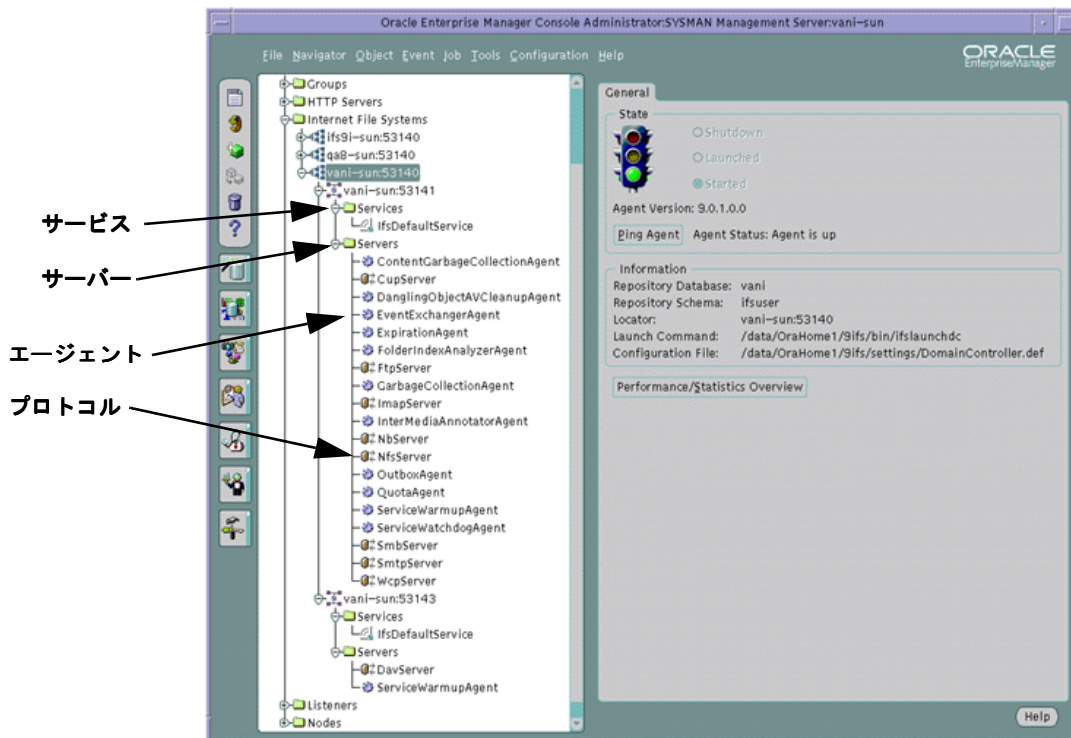 Oracle Enterprise Manager Console Administrator:SYSMAN Management Server:vani-sun
File Navigator Object Event Job Tools Configuration Help
ORACLE
EnterpriseManager
Groups
HTTP Servers
Internet File Systems
ifs9i-sun:53140
qa8-sun:53140
vani-sun:53140
vani-sun:53141
Services
IfsDefaultService
Servers
ContentGarbageCollectionAgent
CupServer
DanglingObjectAVCleanupAgent
EventExchangerAgent
ExpirationAgent
FolderIndexAnalyzerAgent
FtpServer
GarbageCollectionAgent
ImapServer
InterMediaAnnotatorAgent
NbServer
NfsServer
OutboxAgent
QuotaAgent
ServiceWarmupAgent
ServiceWatchdogAgent
SmbServer
SmtpServer
WcpServer
vani-sun:53143
Services
IfsDefaultService
Servers
DavServer
ServiceWarmupAgent
Listeners
Nodes
サービス
サーバー
エージェント
プロトコル
General
State
Shutdown
Launched
Started
Agent Version: 9.0.1.0.0
Ping Agent Agent Status: Agent is up
Information
Repository Database: vani
Repository Schema: ifsuser
Locator: vani-sun:53140
Launch Command: /data/OraHome1/9ifs/bin/ifslaunchdc
Configuration File: /data/OraHome1/9ifs/settings/DomainController.def
Performance/Statistics Overview
Help